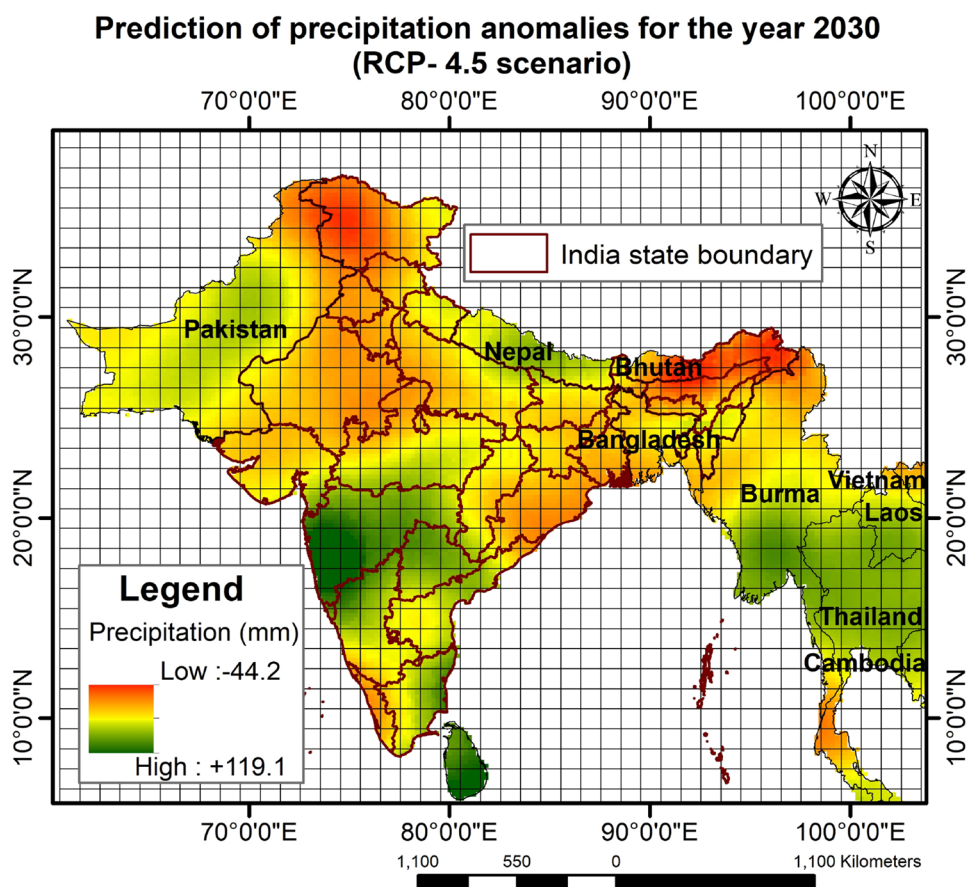 Prediction of precipitation anomalies for the year 2030
(RCP- 4.5 scenario)
70°0'0"E 80°0'0"E 90°0'0"E 100°0'0"E
N
W E
S
India state boundary
30°0'0"N 30°0'0"N
Pakistan
Nepal
Bhutan
Bangladesh
Vietnam
Burma
Laos
20°0'0"N 20°0'0"N
Legend
Precipitation (mm)
Low :-44.2
High : +119.1
Thailand
Cambodia
10°0'0"N 10°0'0"N
70°0'0"E 80°0'0"E 90°0'0"E 100°0'0"E
1,100 550 0 1,100 Kilometers